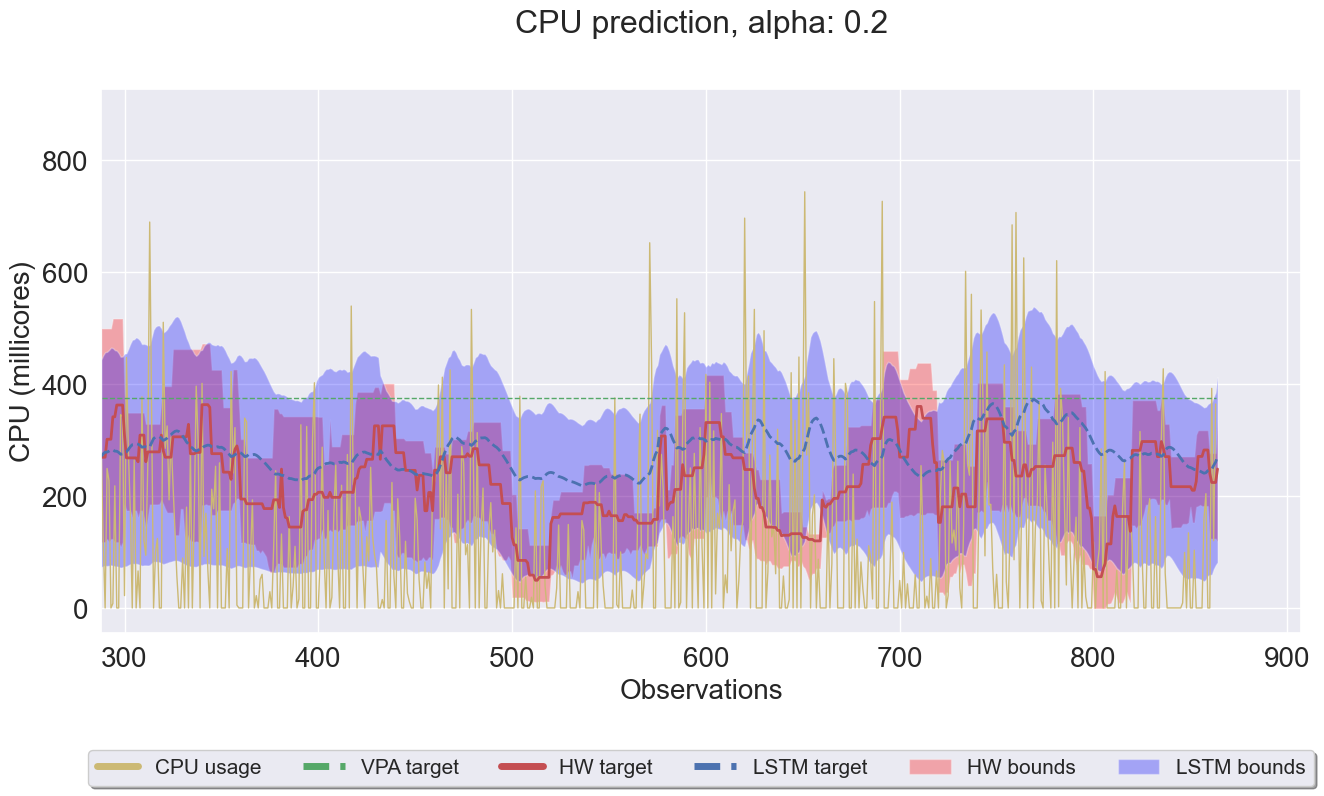 CPU prediction, alpha: 0.2
CPU (millicores)
800
600
400
200
0
300 400 500 600 700 800 900
Observations
CPU usage VPA target HW target LSTM target HW bounds LSTM bounds